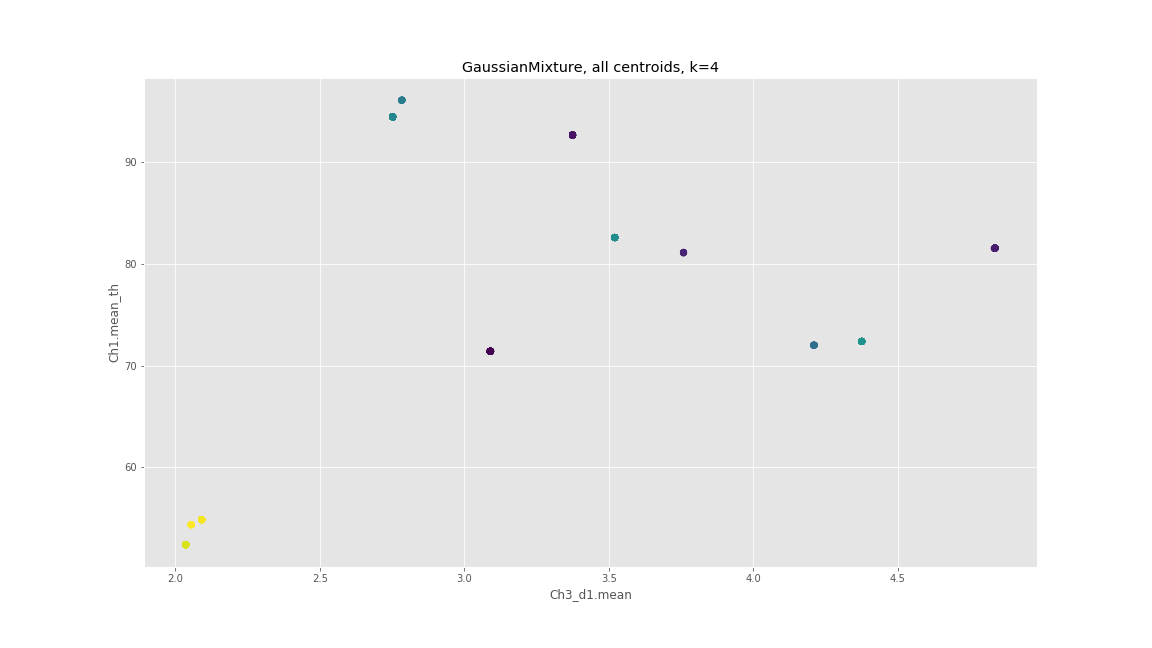 GaussianMixture, all centroids, k=4
90
80
70
60
Ch1.mean_th
2.0 2.5 3.0 3.5 4.0 4.5
Ch3_d1.mean